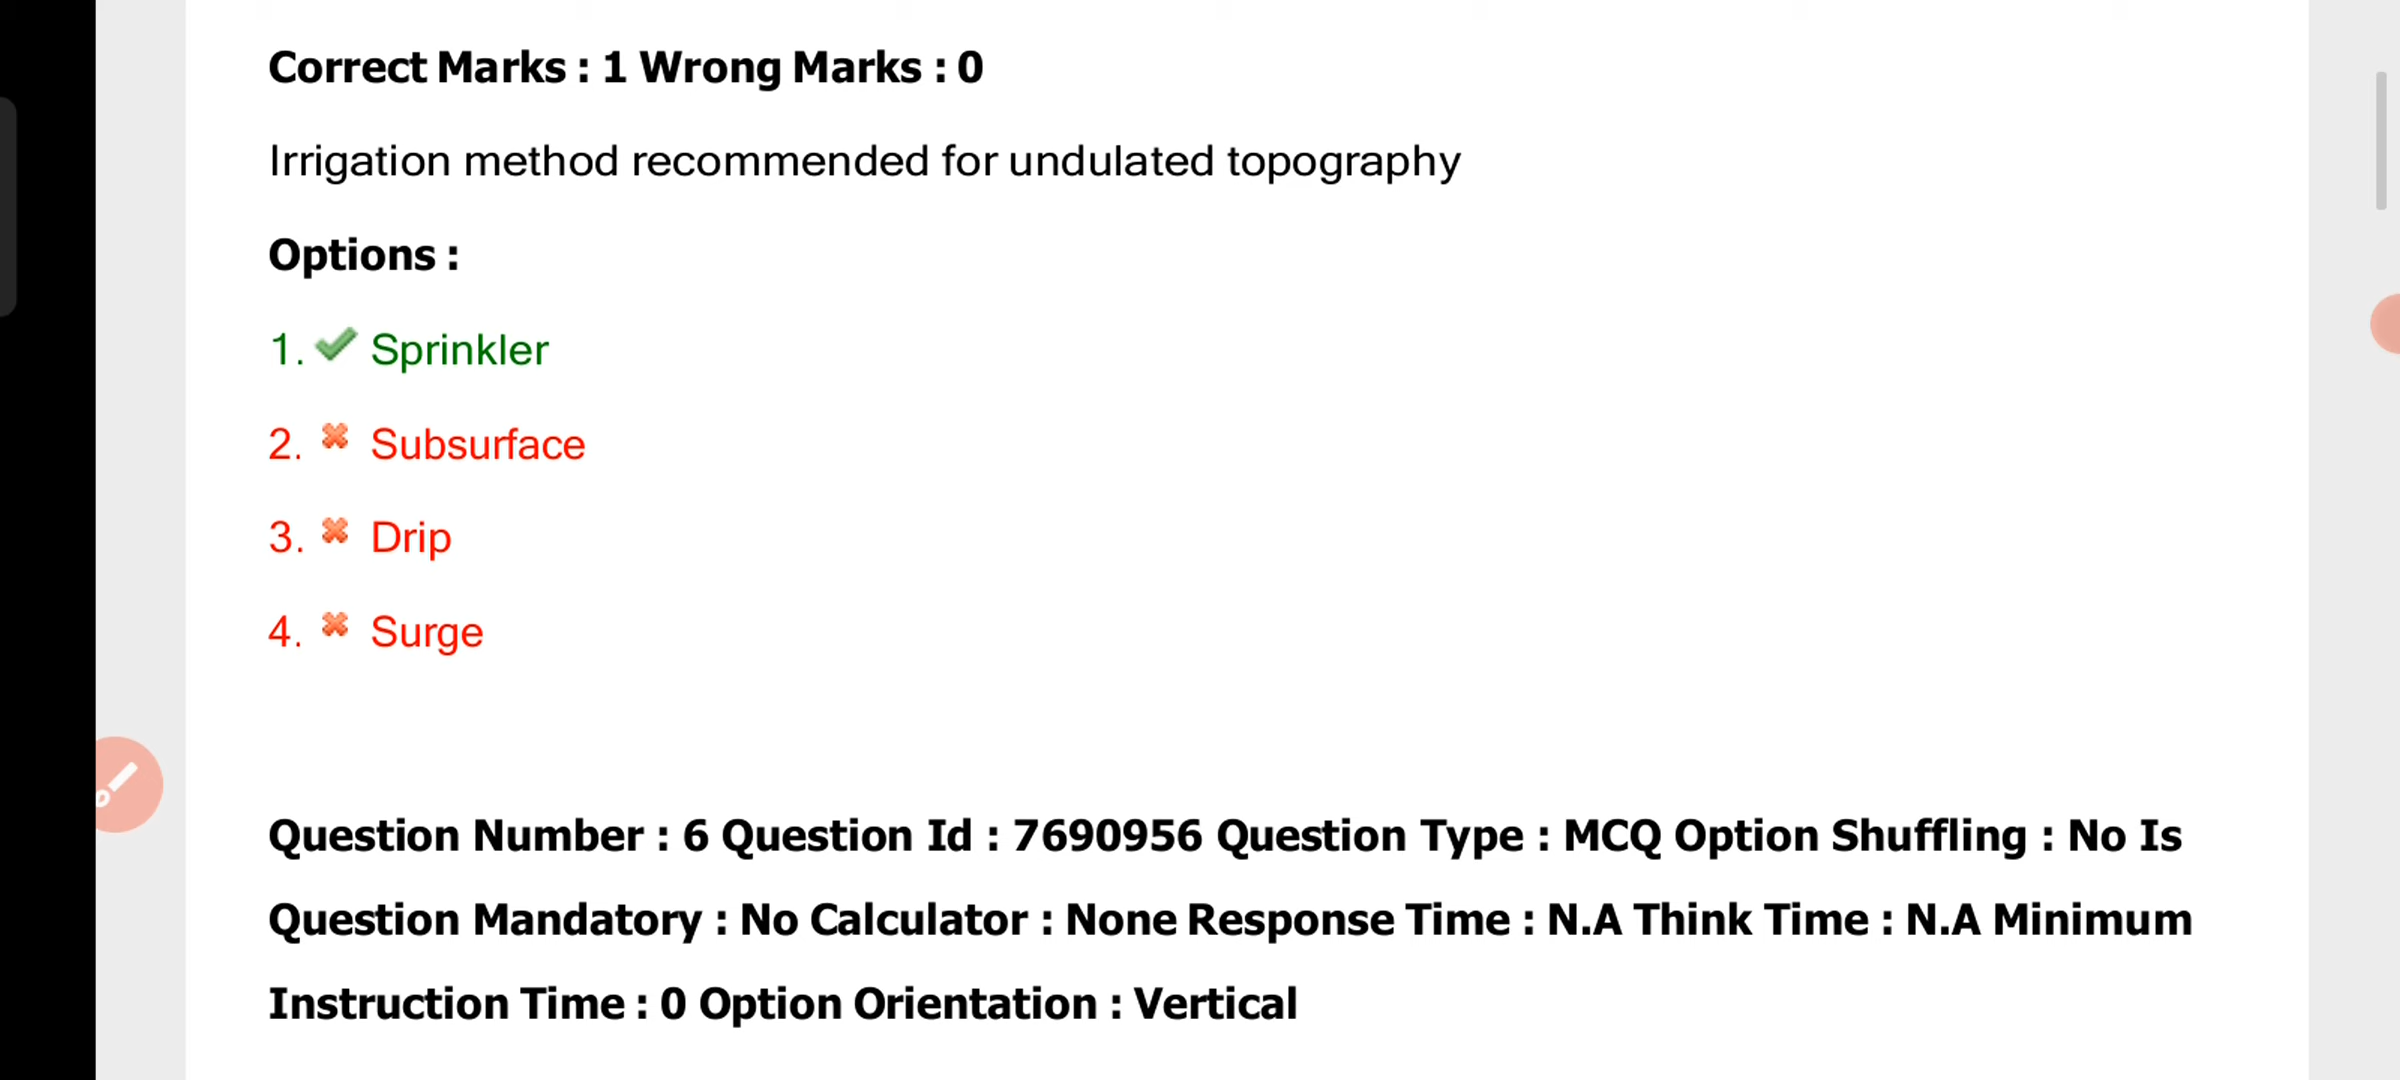 Correct Marks : 1 Wrong Marks : 0
Irrigation method recommended for undulated topography
Options :
1. Sprinkler
2. Subsurface
3. Drip
4. Surge
Question Number : 6 Question Id : 7690956 Question Type : MCQ Option Shuffling : No Is
Question Mandatory : No Calculator : None Response Time : N.A Think Time : N.A Minimum
Instruction Time : 0 Option Orientation : Vertical